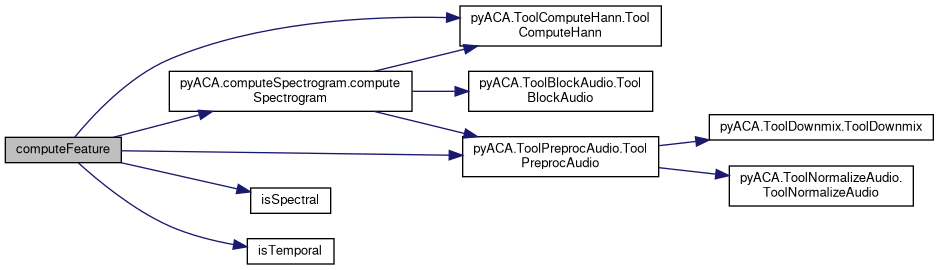 computeFeature
pyACA.computeSpectrogram.compute
Spectrogram
isSpectral
isTemporal
pyACA.ToolComputeHann.Tool
ComputeHann
pyACA.ToolBlockAudio.Tool
BlockAudio
pyACA.ToolPreprocAudio.Tool
PreprocAudio
pyACA.ToolDownmix.ToolDownmix
pyACA.ToolNormalizeAudio.
ToolNormalizeAudio